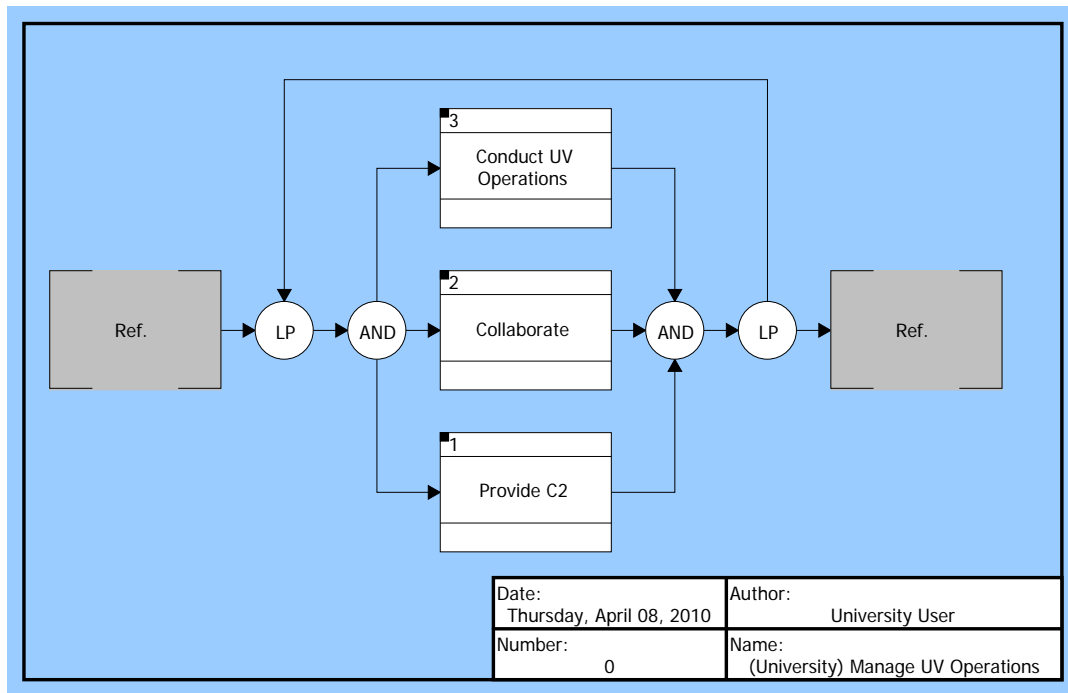 3
Conduct UV
Operations
Ref.
LP
AND
2
Collaborate
AND
LP
Ref.
1
Provide C2
Date:
Thursday, April 08, 2010
Author:
University User
Number:
0
Name:
(University) Manage UV Operations